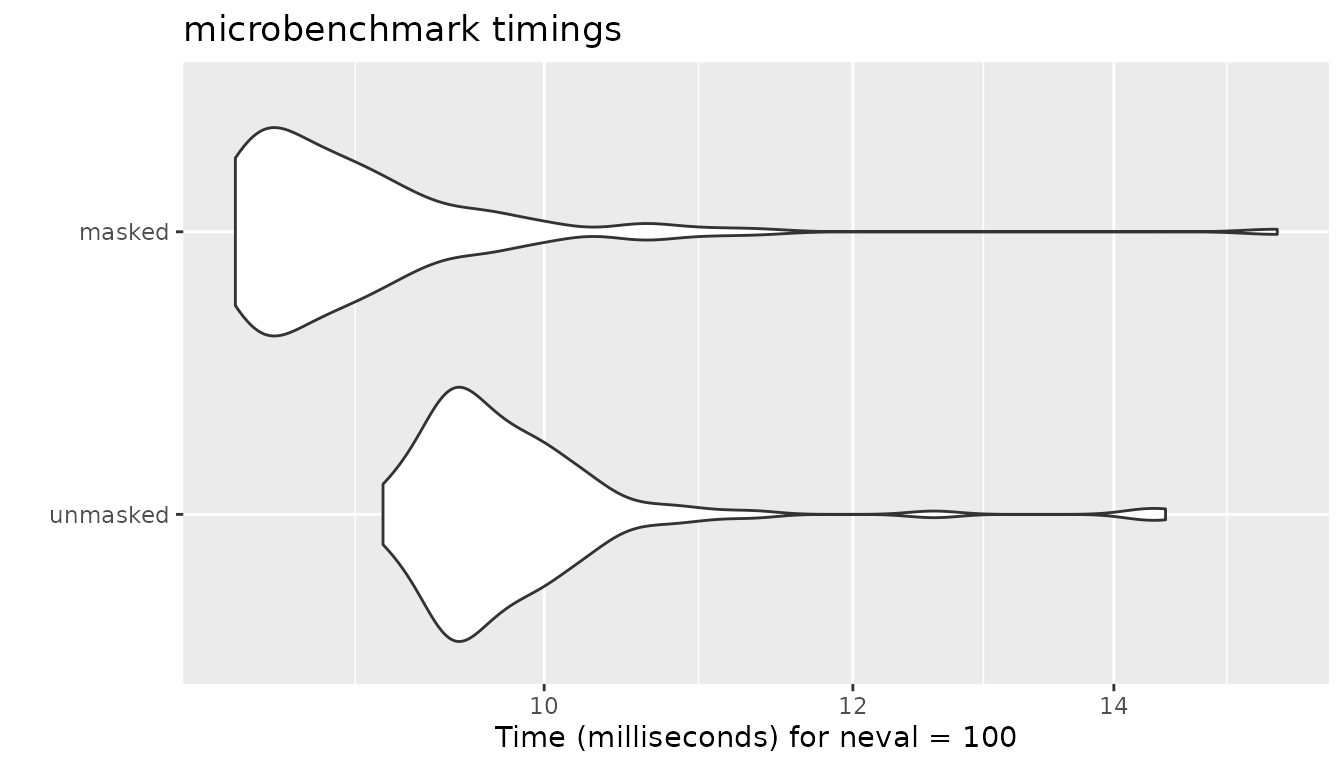 microbenchmark timings
masked
unmasked
10 12 14
Time (milliseconds) for neval = 100